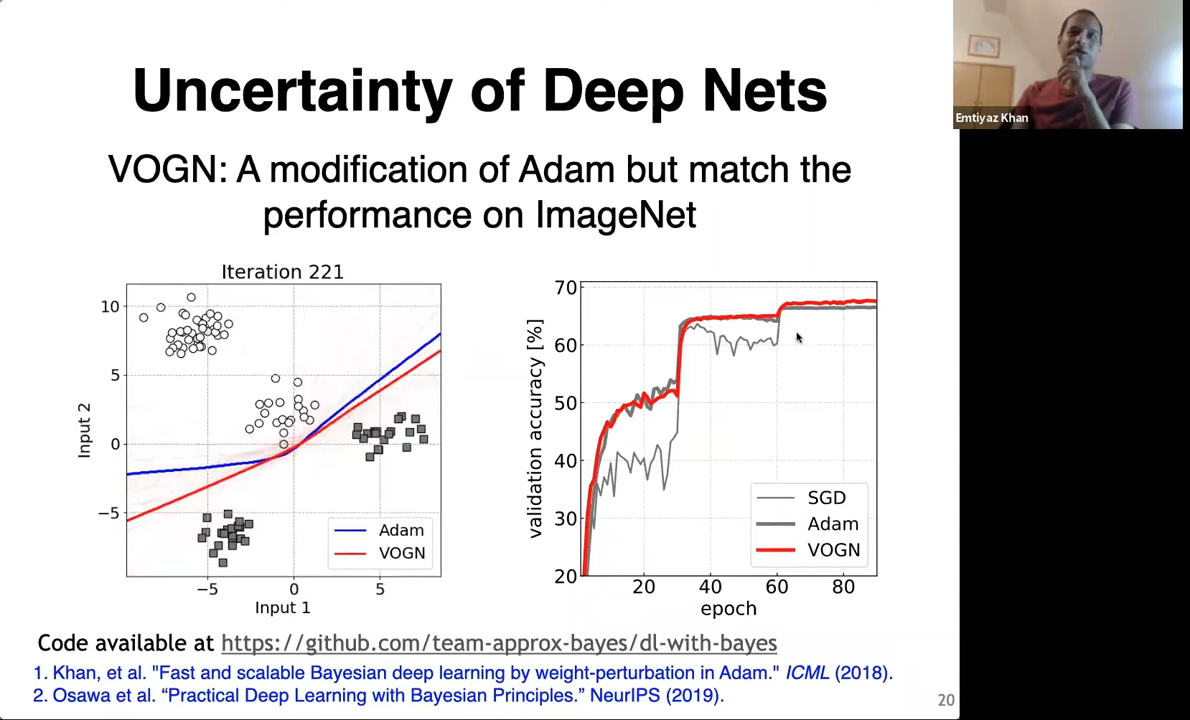 Uncertainty of Deep Nets
Emtiyaz Khan
VOGN: A modification of Adam but match the
performance on ImageNet
Iteration 221
10
5
0
−5
Input 2
−5
0
5
Input 1
Adam
VOGN
70
60
50
40
30
20
validation accuracy [%]
20
40
60
80
epoch
SGD
Adam
VOGN
Code available at https://github.com/team-approx-bayes/dl-with-bayes
1. Khan, et al. "Fast and scalable Bayesian deep learning by weight-perturbation in Adam." ICML (2018).
2. Osawa et al. “Practical Deep Learning with Bayesian Principles.” NeurIPS (2019).
20